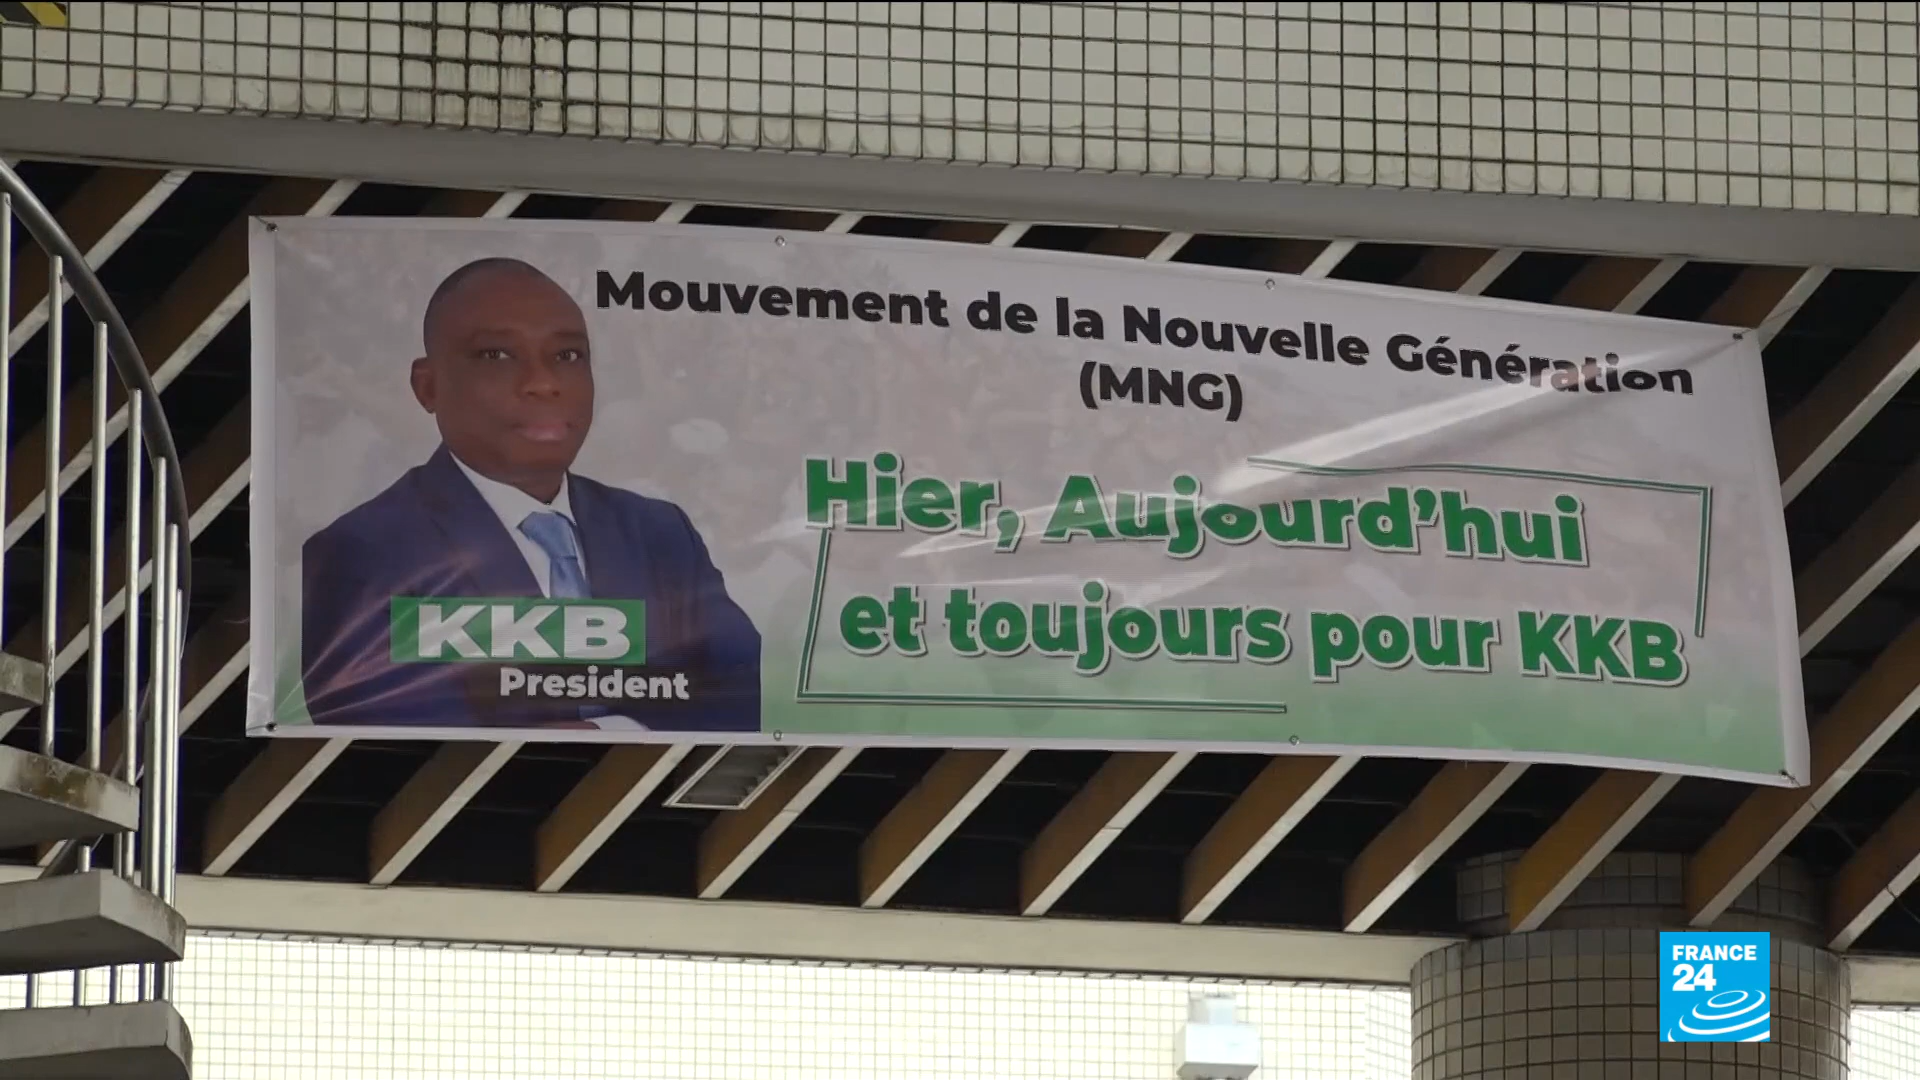 Mouvement de la Nouvelle Génération
(MNG)
Hier, Aujourd'hui
et toujours pour KKB
KKB
President
FRANCE
24